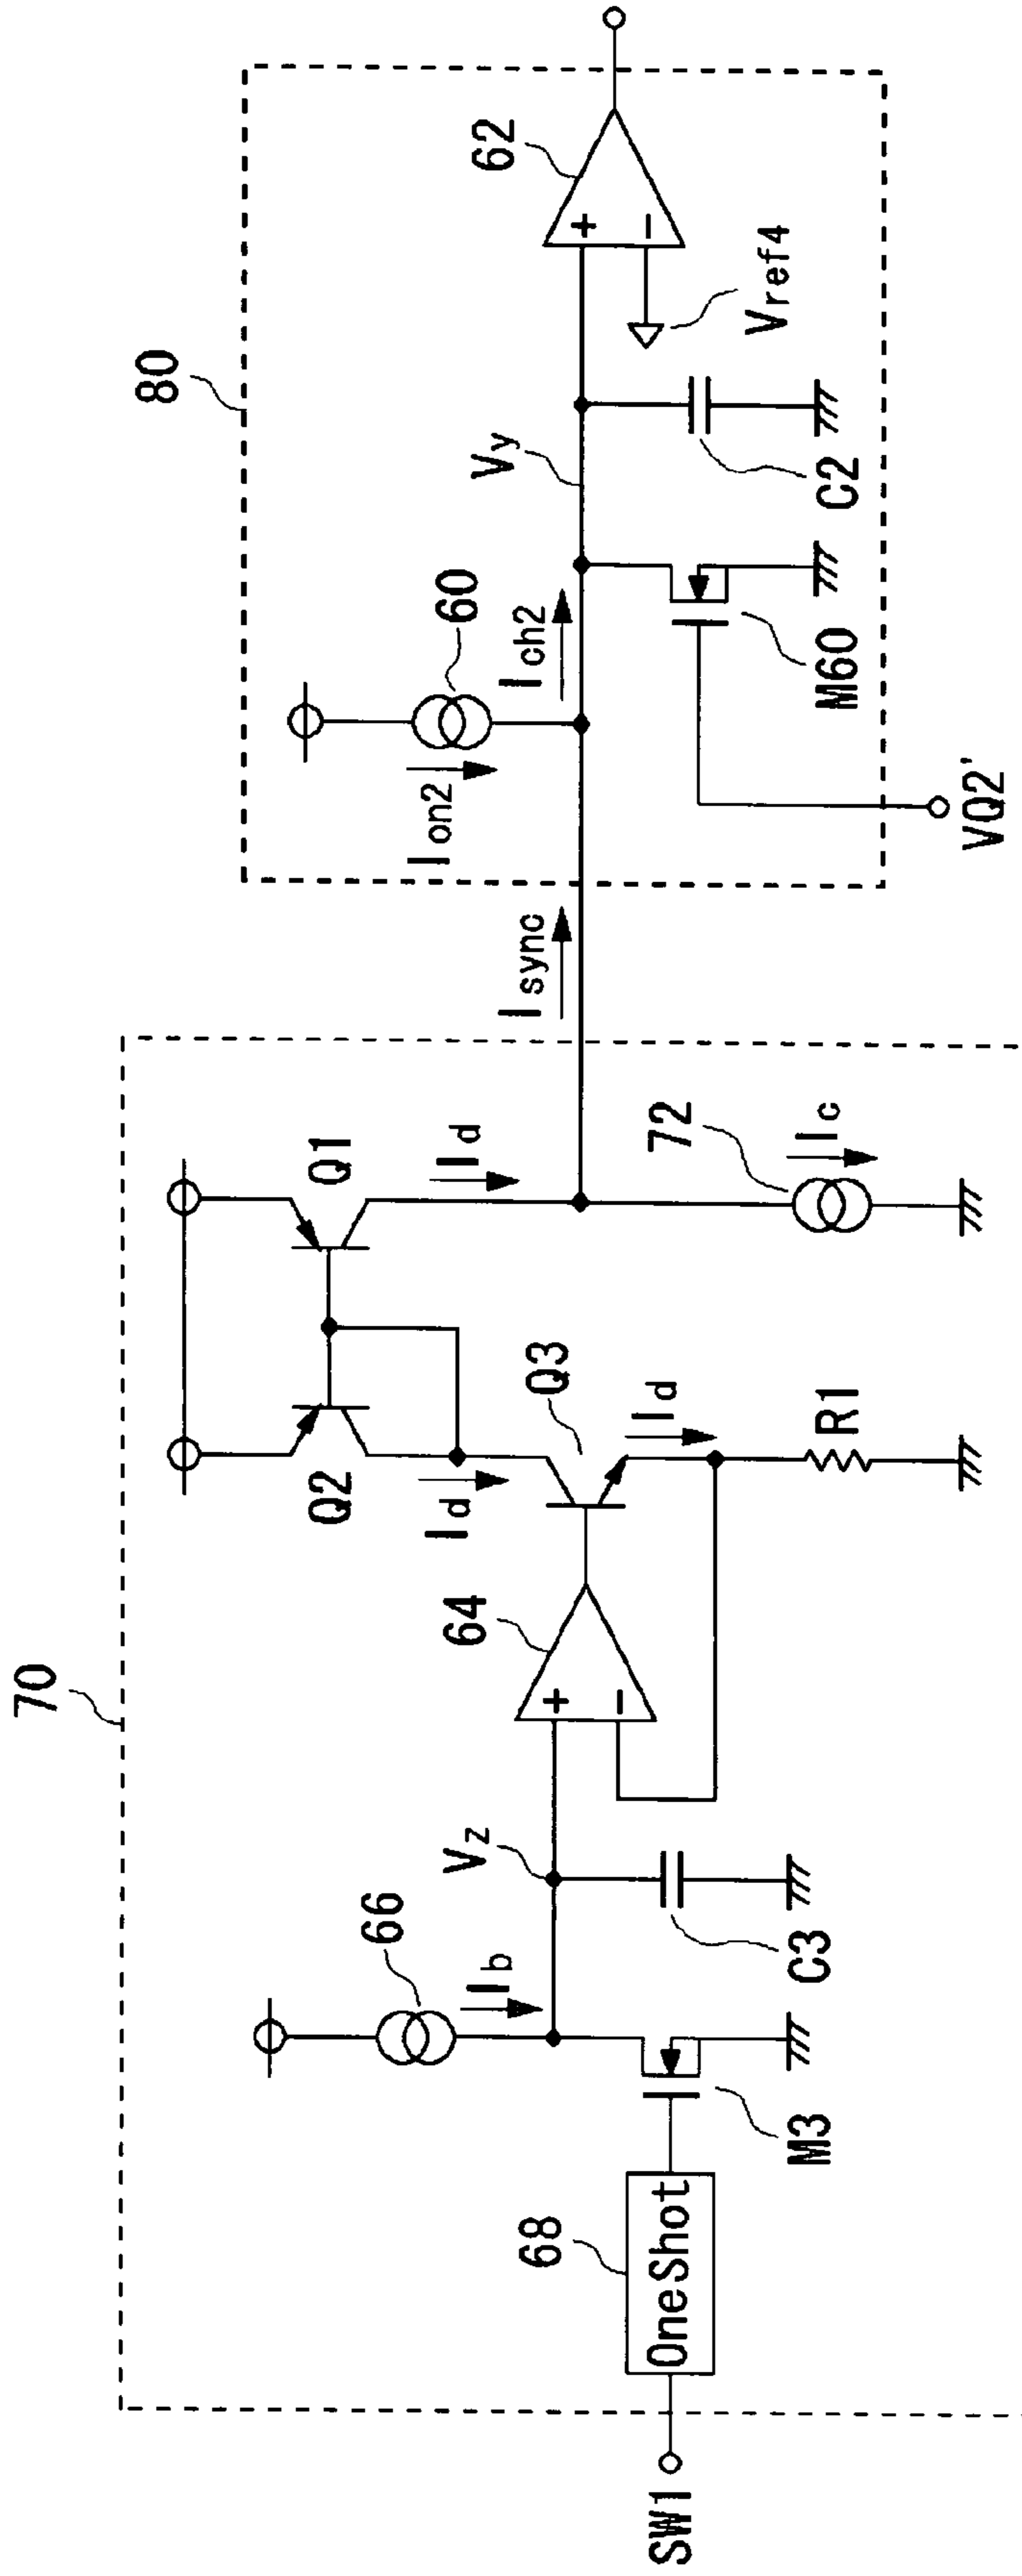 70
80
Q2
Q1
Id
Id
Isync
Ion2
60
Ich2
Vy
62
+
−
Vref4
C2
M60
VQ2'
66
Ib
Vz
64
+
−
Q3
Id
R1
72
Ic
C3
M3
68
OneShot
SW1